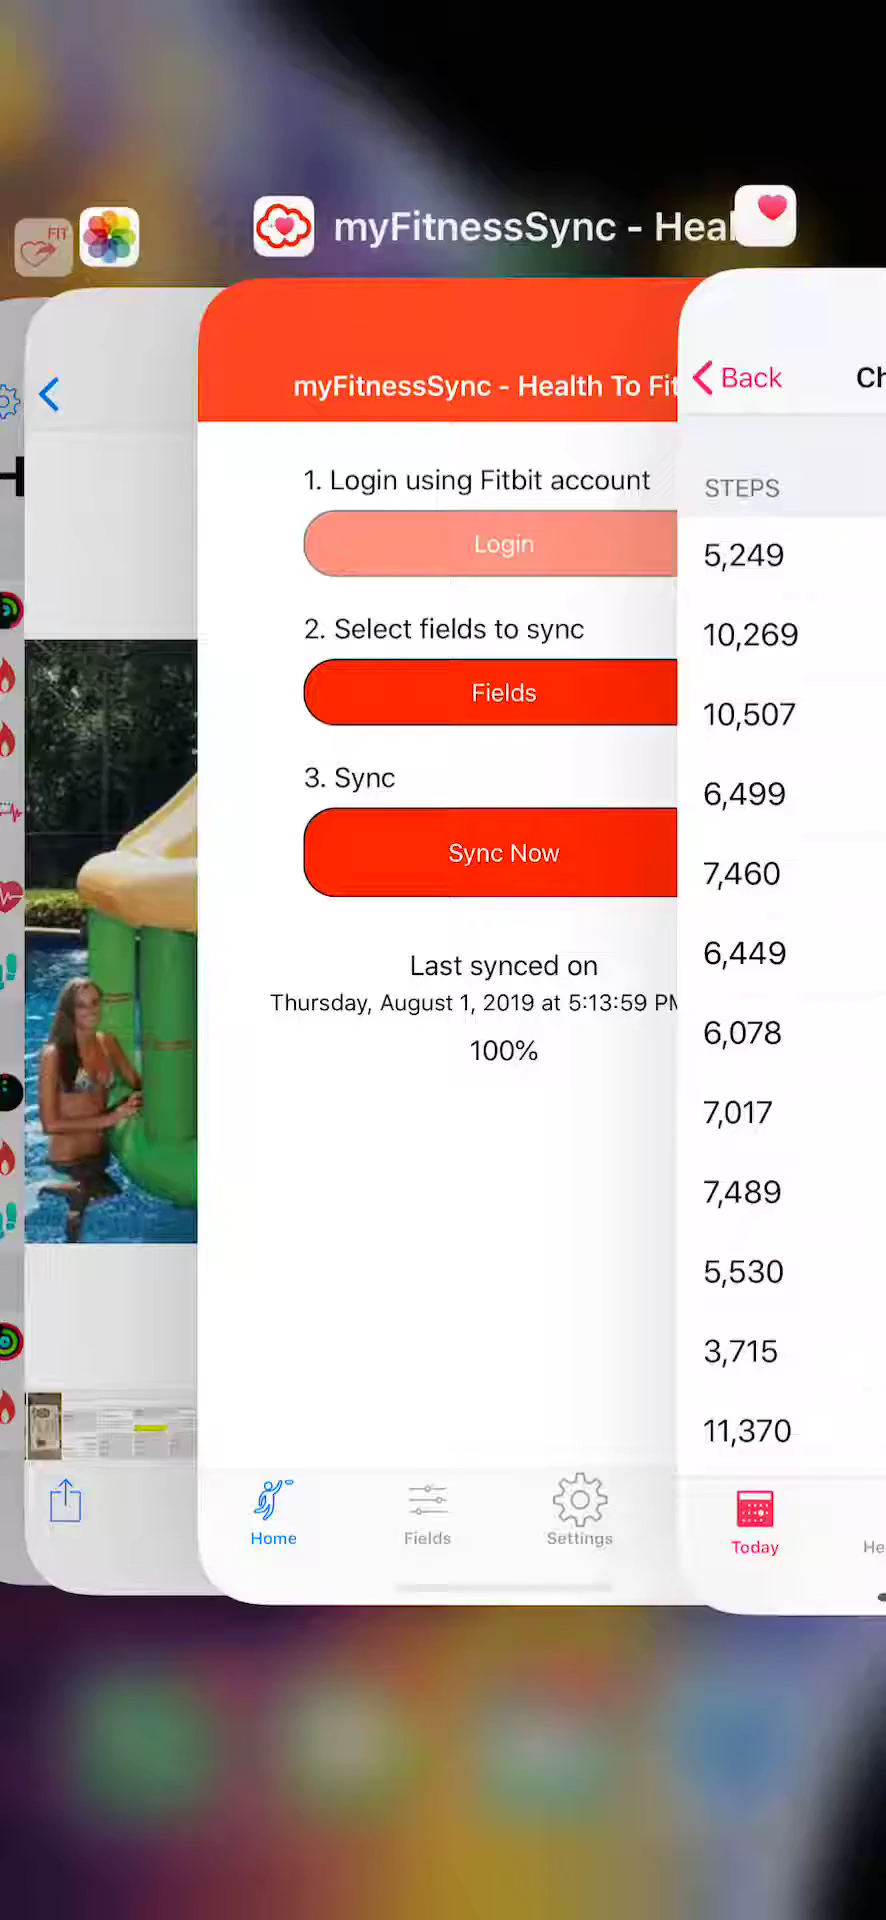 FIT
myFitnessSync - Heal
myFitnessSync - Health To Fit
1. Login using Fitbit account
Login
2. Select fields to sync
Fields
3. Sync
Sync Now
Last synced on
Thursday, August 1, 2019 at 5:13:59 PM
100%
Home
Fields
Settings
Back
Ch
STEPS
5,249
10,269
10,507
6,499
7,460
6,449
6,078
7,017
7,489
5,530
3,715
11,370
Today
He